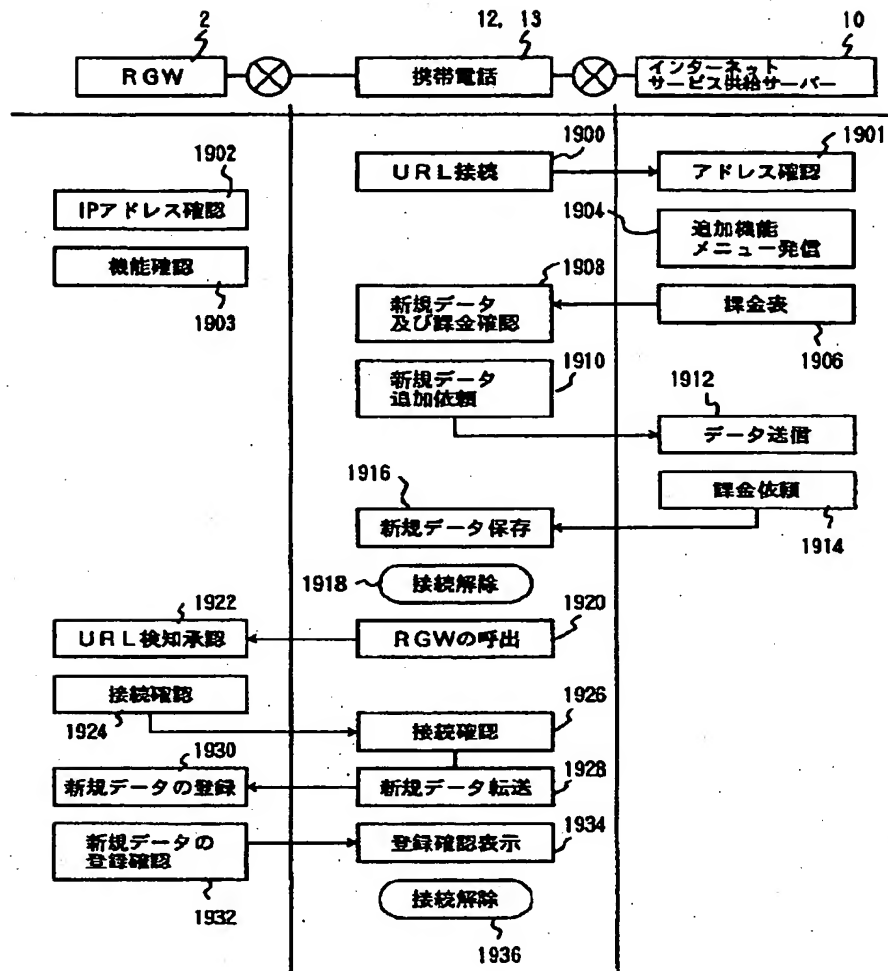 2
12, 13
10
RGW
携帯電話
インターネット
サービス供給サーバー
1900
1901
1902
URL接続
アドレス確認
IPアドレス確認
1904
追加機能
メニュー発信
機能確認
1908
1903
新規データ
及び課金確認
課金表
1906
1910
新規データ
追加依頼
1912
データ送信
1916
課金依頼
新規データ保存
1914
1918
接続解除
1922
1920
URL検知承認
RGWの呼出
接続確認
1924
1926
接続確認
1930
新規データの登録
新規データ転送
1928
1934
新規データの
登録確認
登録確認表示
1932
接続解除
1936